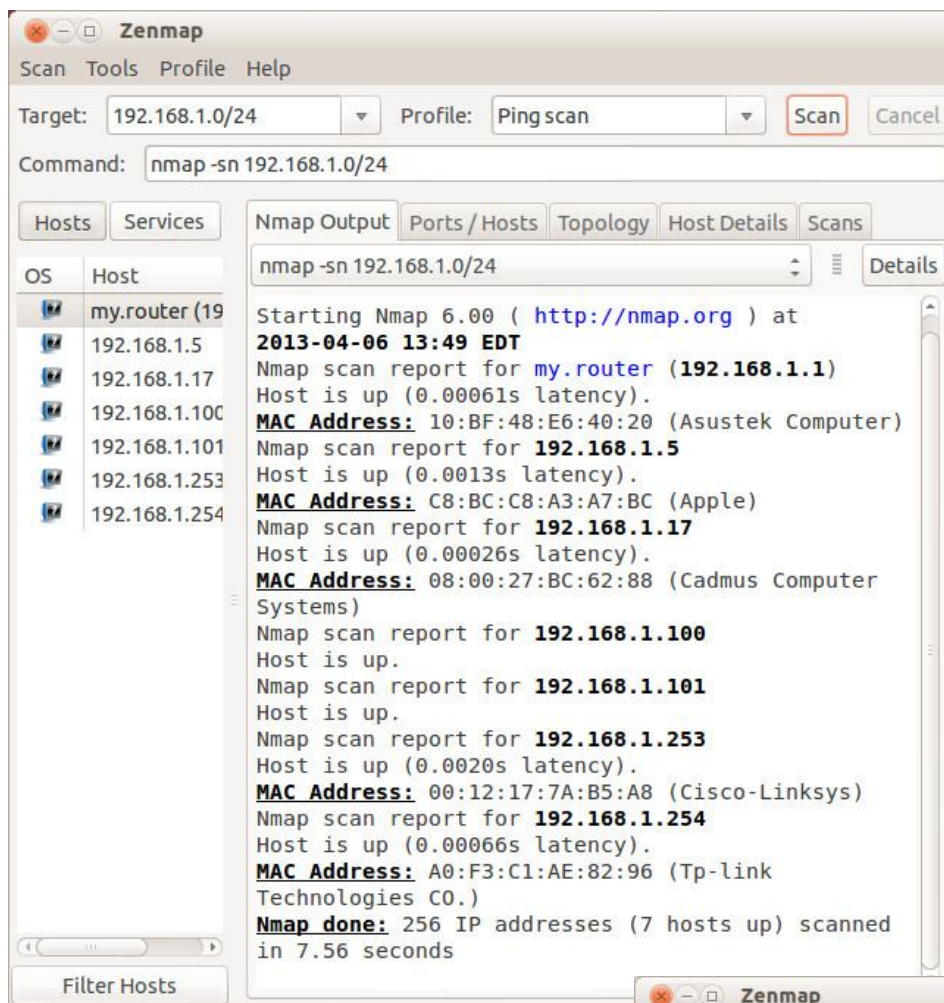 Zenmap
Scan Tools Profile Help
Target: 192.168.1.0/24 Profile: Ping scan Scan Cancel
Command: nmap -sn 192.168.1.0/24
Hosts Services
OS Host
my.router (19
192.168.1.5
192.168.1.17
192.168.1.100
192.168.1.101
192.168.1.253
192.168.1.254
Filter Hosts
Nmap Output Ports / Hosts Topology Host Details Scans
nmap -sn 192.168.1.0/24 Details
Starting Nmap 6.00 ( http://nmap.org ) at
2013-04-06 13:49 EDT
Nmap scan report for my.router (192.168.1.1)
Host is up (0.00061s latency).
MAC Address: 10:BF:48:E6:40:20 (Asustek Computer)
Nmap scan report for 192.168.1.5
Host is up (0.0013s latency).
MAC Address: C8:BC:C8:A3:A7:BC (Apple)
Nmap scan report for 192.168.1.17
Host is up (0.00026s latency).
MAC Address: 08:00:27:BC:62:88 (Cadmus Computer
Systems)
Nmap scan report for 192.168.1.100
Host is up.
Nmap scan report for 192.168.1.101
Host is up.
Nmap scan report for 192.168.1.253
Host is up (0.0020s latency).
MAC Address: 00:12:17:7A:B5:A8 (Cisco-Linksys)
Nmap scan report for 192.168.1.254
Host is up (0.00066s latency).
MAC Address: A0:F3:C1:AE:82:96 (Tp-link
Technologies CO.)
Nmap done: 256 IP addresses (7 hosts up) scanned
in 7.56 seconds
Zenmap